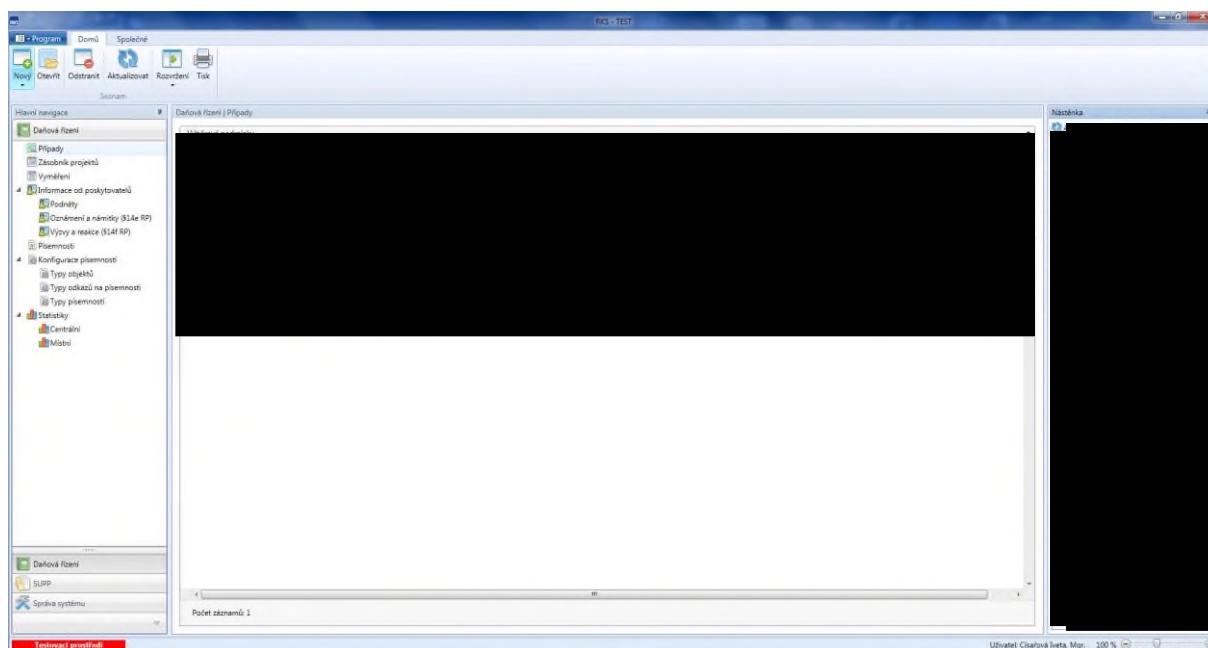 FIKS - TEST
Program Domů Společné
Nový Otevřít Odstranit Aktualizovat Rozvržení Tisk
Seznam
Hlavní navigace
Daňová řízení | Případy
Nástěnka
Daňová řízení
Případy
Zásobník projektů
Vyměření
Informace od poskytovatelů
Podněty
Oznámení a námitky (§14e RP)
Výzvy a reakce (§14f RP)
Písemnosti
Konfigurace písemností
Typy objektů
Typy odkazů na písemnosti
Typy písemností
Statistiky
Centrální
Místní
Daňová řízení
SUPP
Správa systému
Počet záznamů: 1
Testovací prostředí
Uživatel: Císařová Iveta, Mgr. 100 %